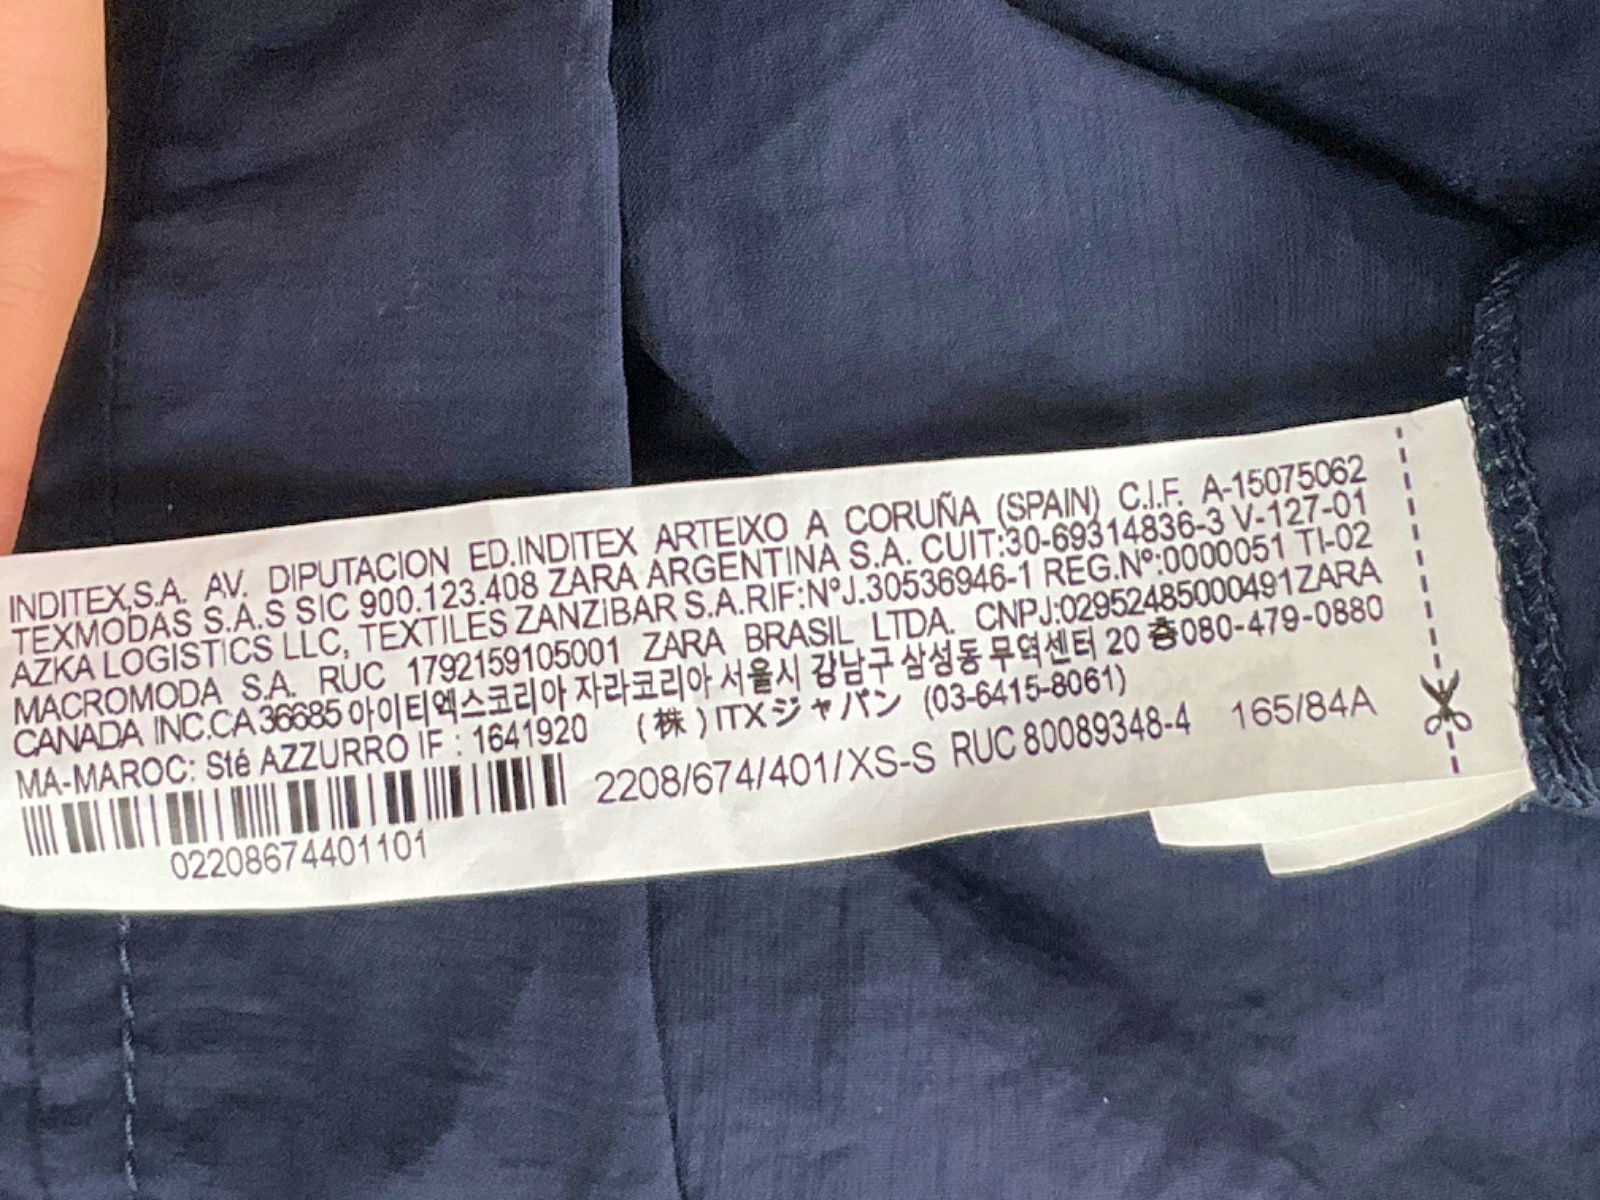 INDITEX,S.A. AV. DIPUTACION ED.INDITEX ARTEIXO A CORUÑA (SPAIN) C.I.F. A-15075062
TEXMODAS S.A.S SIC 900.123.408 ZARA ARGENTINA S.A. CUIT:30-69314836-3 V-127-01
AZKA LOGISTICS LLC, TEXTILES ZANZIBAR S.A.RIF:NºJ.30536946-1 REG.Nº:0000051 TI-02
MACROMODA S.A. RUC 1792159105001 ZARA BRASIL LTDA. CNPJ:02952485000491ZARA
CANADA INC.CA 36685 아이티엑스코리아 자라코리아 서울시 강남구 삼성동 무역센터 20 층 080-479-0880
MA-MAROC: Sté AZZURRO IF : 1641920 (株) ITXジャパン (03-6415-8061)
2208/674/401/XS-S RUC 80089348-4 165/84A
02208674401101